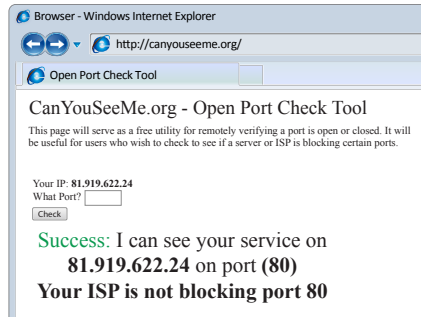 Browser - Windows Internet Explorer
http://canyouseeme.org/
Open Port Check Tool
CanYouSeeMe.org - Open Port Check Tool
This page will serve as a free utility for remotely verifying a port is open or closed. It will
be useful for users who wish to check to see if a server or ISP is blocking certain ports.
Your IP: 81.919.622.24
What Port?
Check
Success: I can see your service on
81.919.622.24 on port (80)
Your ISP is not blocking port 80